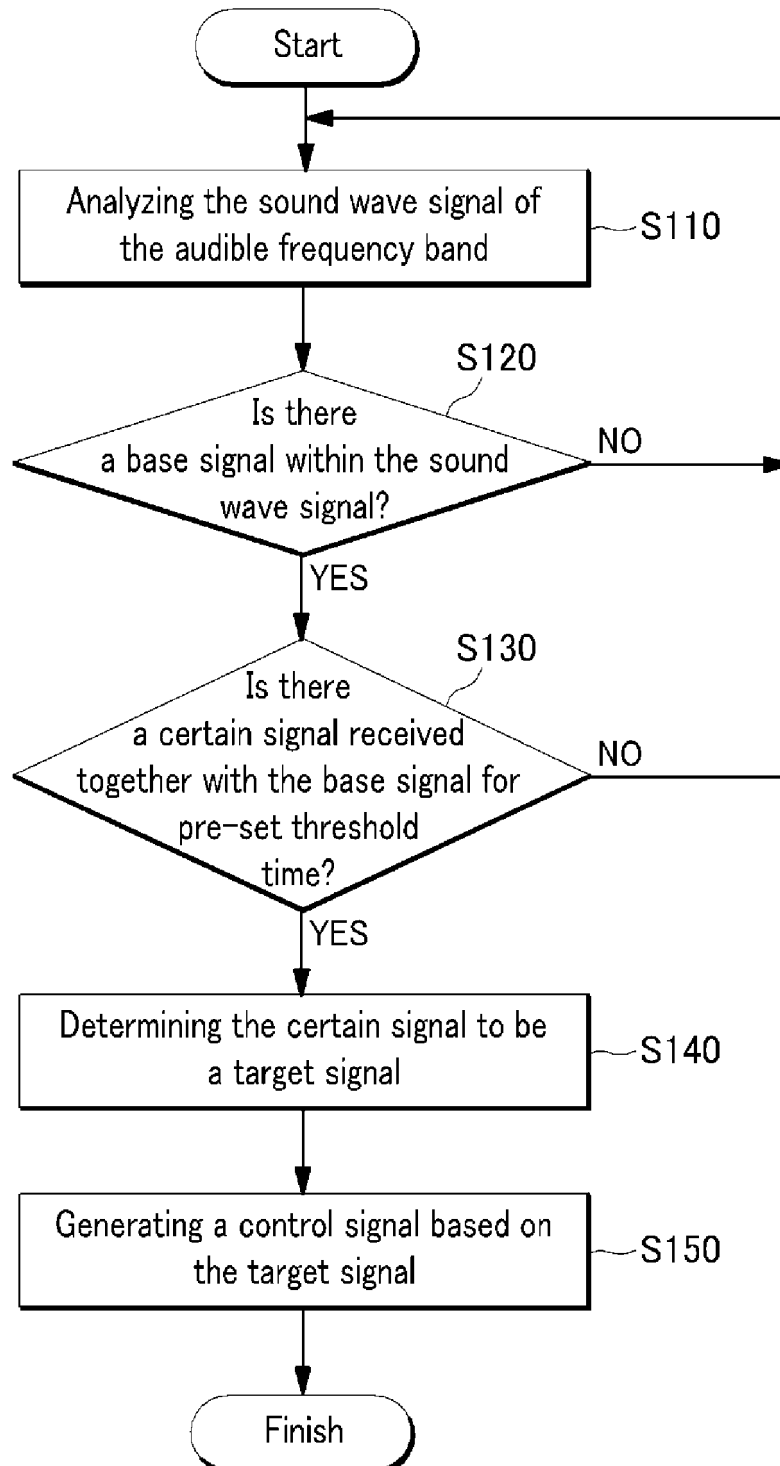 Start
Analyzing the sound wave signal of
the audible frequency band
S110
S120
Is there
a base signal within the sound
wave signal?
NO
YES
S130
Is there
a certain signal received
together with the base signal for
pre-set threshold
time?
NO
YES
Determining the certain signal to be
a target signal
S140
Generating a control signal based on
the target signal
S150
Finish